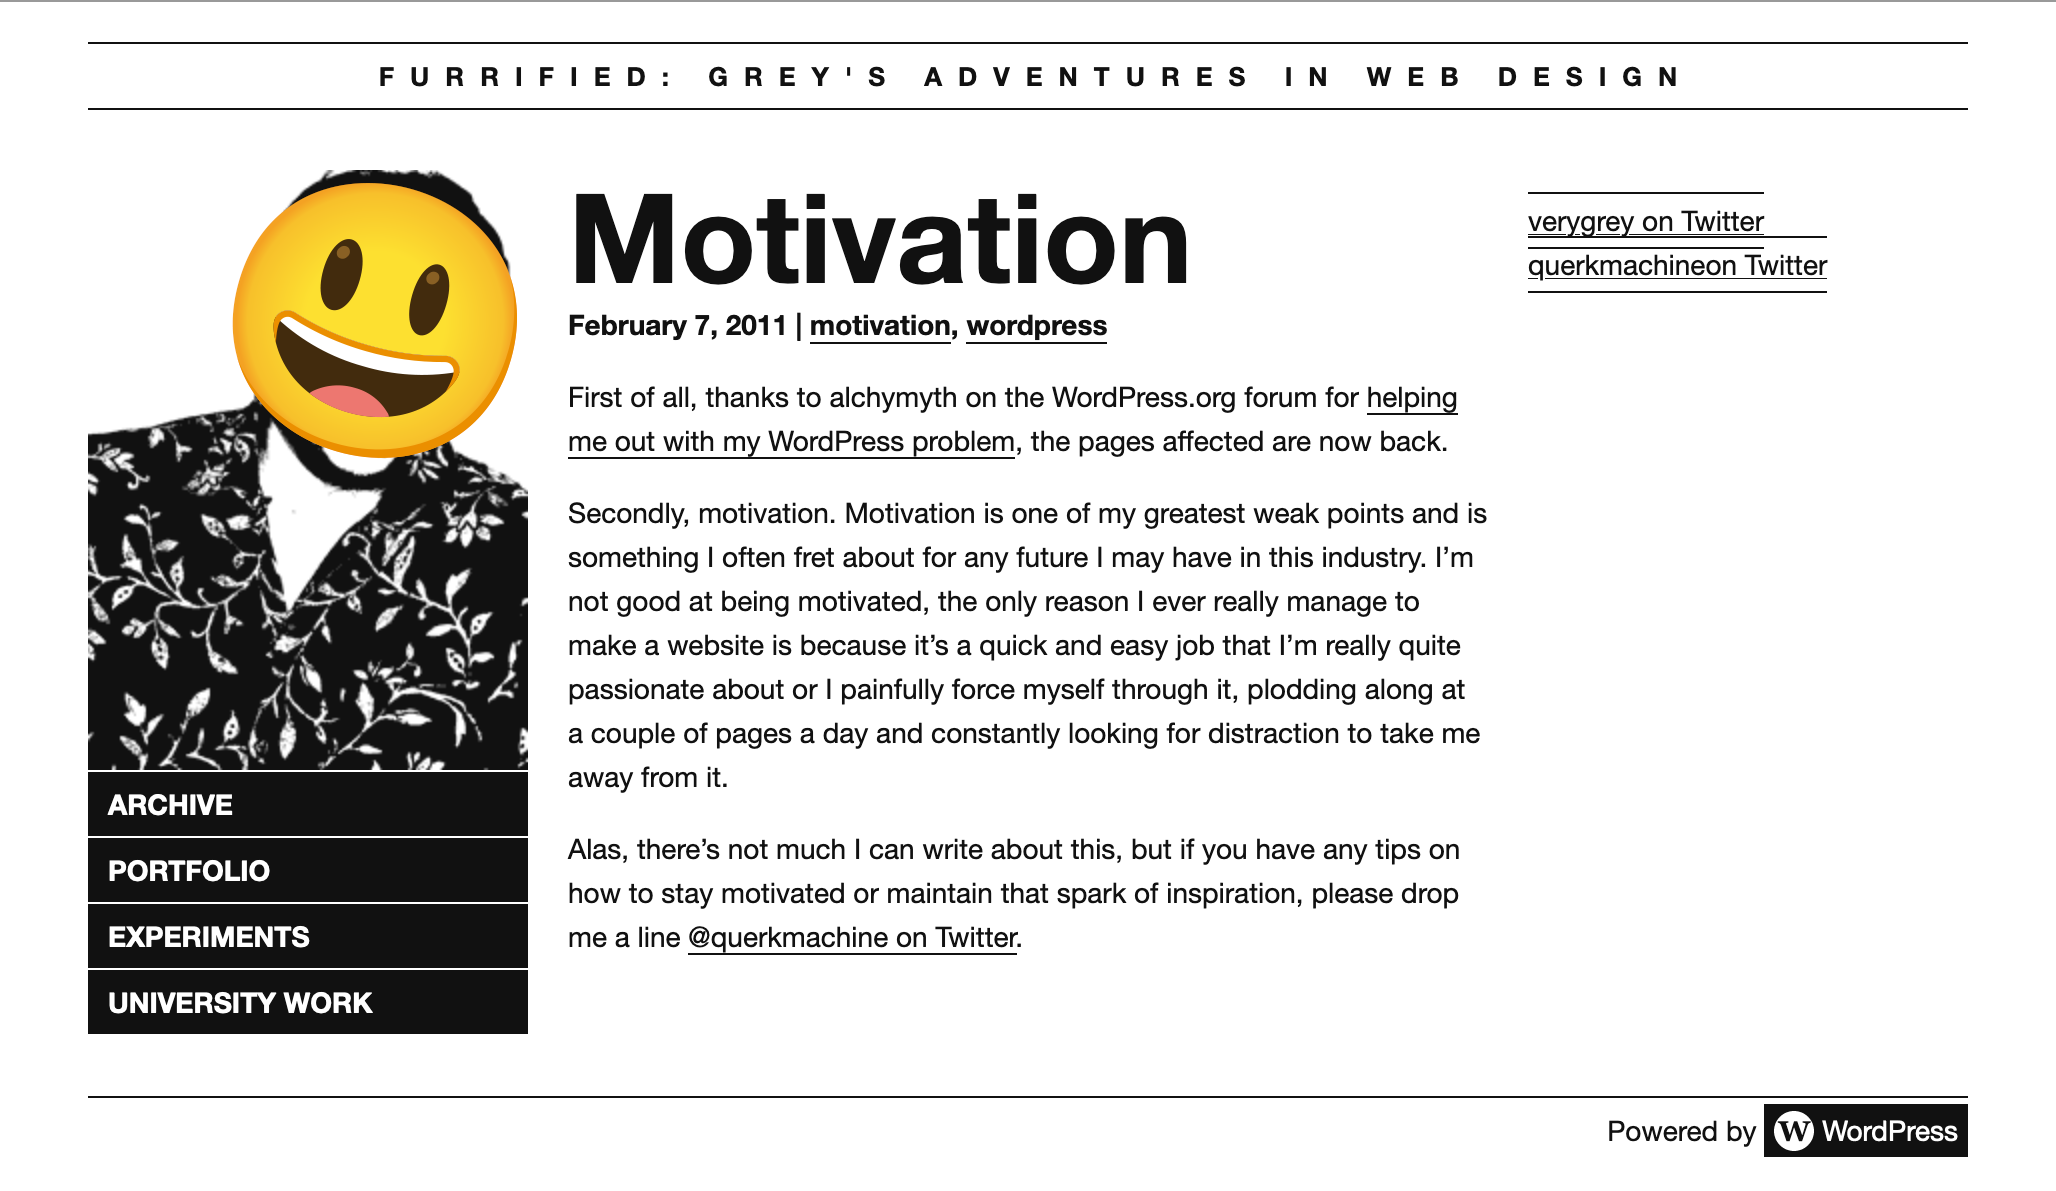 FURRIFIED: GREY'S ADVENTURES IN WEB DESIGN
Motivation
February 7, 2011 | motivation, wordpress
First of all, thanks to alchymyth on the WordPress.org forum for helping
me out with my WordPress problem, the pages affected are now back.
Secondly, motivation. Motivation is one of my greatest weak points and is
something I often fret about for any future I may have in this industry. I’m
not good at being motivated, the only reason I ever really manage to
make a website is because it’s a quick and easy job that I’m really quite
passionate about or I painfully force myself through it, plodding along at
a couple of pages a day and constantly looking for distraction to take me
away from it.
Alas, there’s not much I can write about this, but if you have any tips on
how to stay motivated or maintain that spark of inspiration, please drop
me a line @querkmachine on Twitter.
verygrey on Twitter
querkmachineon Twitter
ARCHIVE
PORTFOLIO
EXPERIMENTS
UNIVERSITY WORK
Powered by WordPress